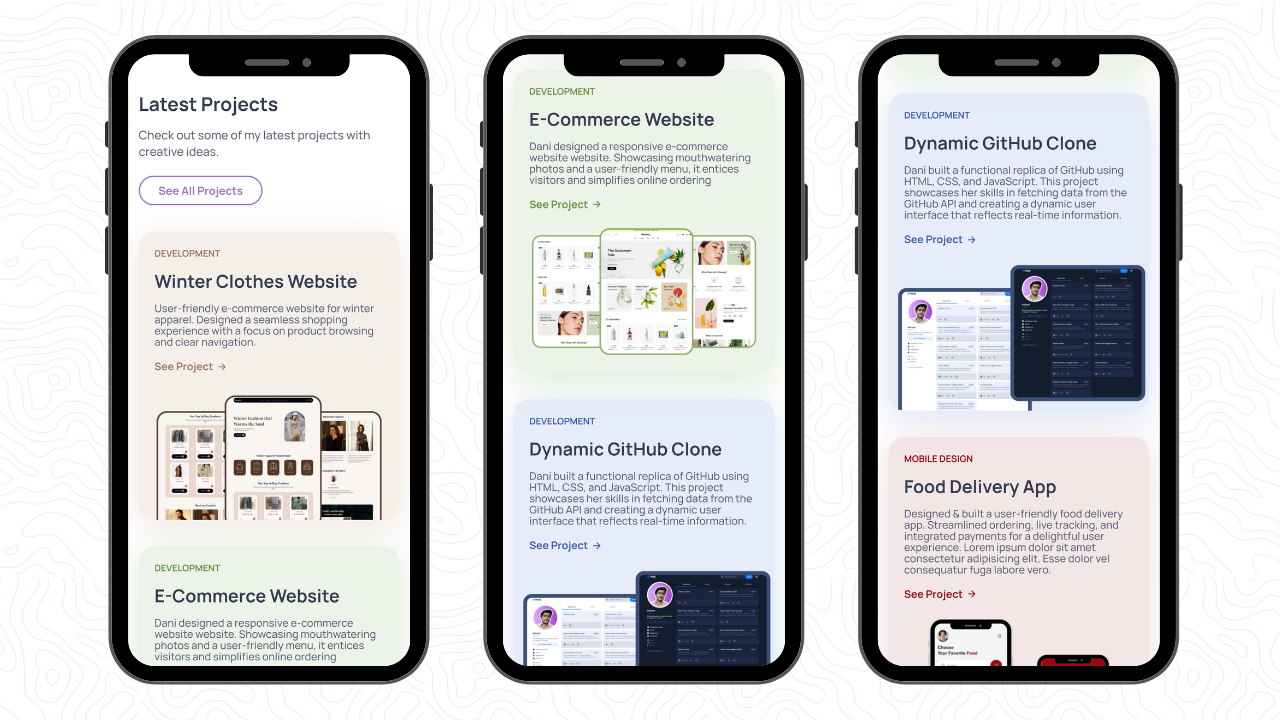 Latest Projects
Check out some of my latest projects with
creative ideas.
See All Projects
DEVELOPMENT
Winter Clothes Website
User-friendlye-commerce ssitefor winter
apparel. Designed a seamless shopping
experience with a focus on product browsing
and clear navigation.
See Project →
Winter Fashion that
Warms the Soul
DEVELOPMENT
E-Commerce Website
Dani designed a responsive e-commerce
website website. Showcasing mouthwatering
photos and a user-friendly menu, it entices
visitors and simplifies online ordering
DEVELOPMENT
E-Commerce Website
Dani designed a responsive e-commerce
website website. Showcasing mouthwatering
photos and a user-friendly menu, it entices
visitors and simplifies online ordering
See Project →
The Sunscreen
Sale
DEVELOPMENT
Dynamic GitHub Clone
Dani built a functional replica of GitHub using
HTML, CSS, and JavaScript. This project
showcases her skills in fetching data from the
GitHub API and creating a dynamic user
interface that reflects real-time information.
See Project →
DEVELOPMENT
Dynamic GitHub Clone
Dani built a functional replica of GitHub using
HTML, CSS, and JavaScript. This project
showcases her skills in fetching data from the
GitHub API and creating a dynamic user
interface that reflects real-time information.
See Project →
MOBILE DESIGN
Food Delivery App
Designed & built a user-friendly food delivery
app. Streamlined ordering, live tracking, and
integrated payments for a delightful user
experience. Lorem ipsum dolor sit amet
consectetur adipisicing elit. Esse dolor vel
consequatur fuga labore vero.
See Project →
Choose
Your Favorite Food